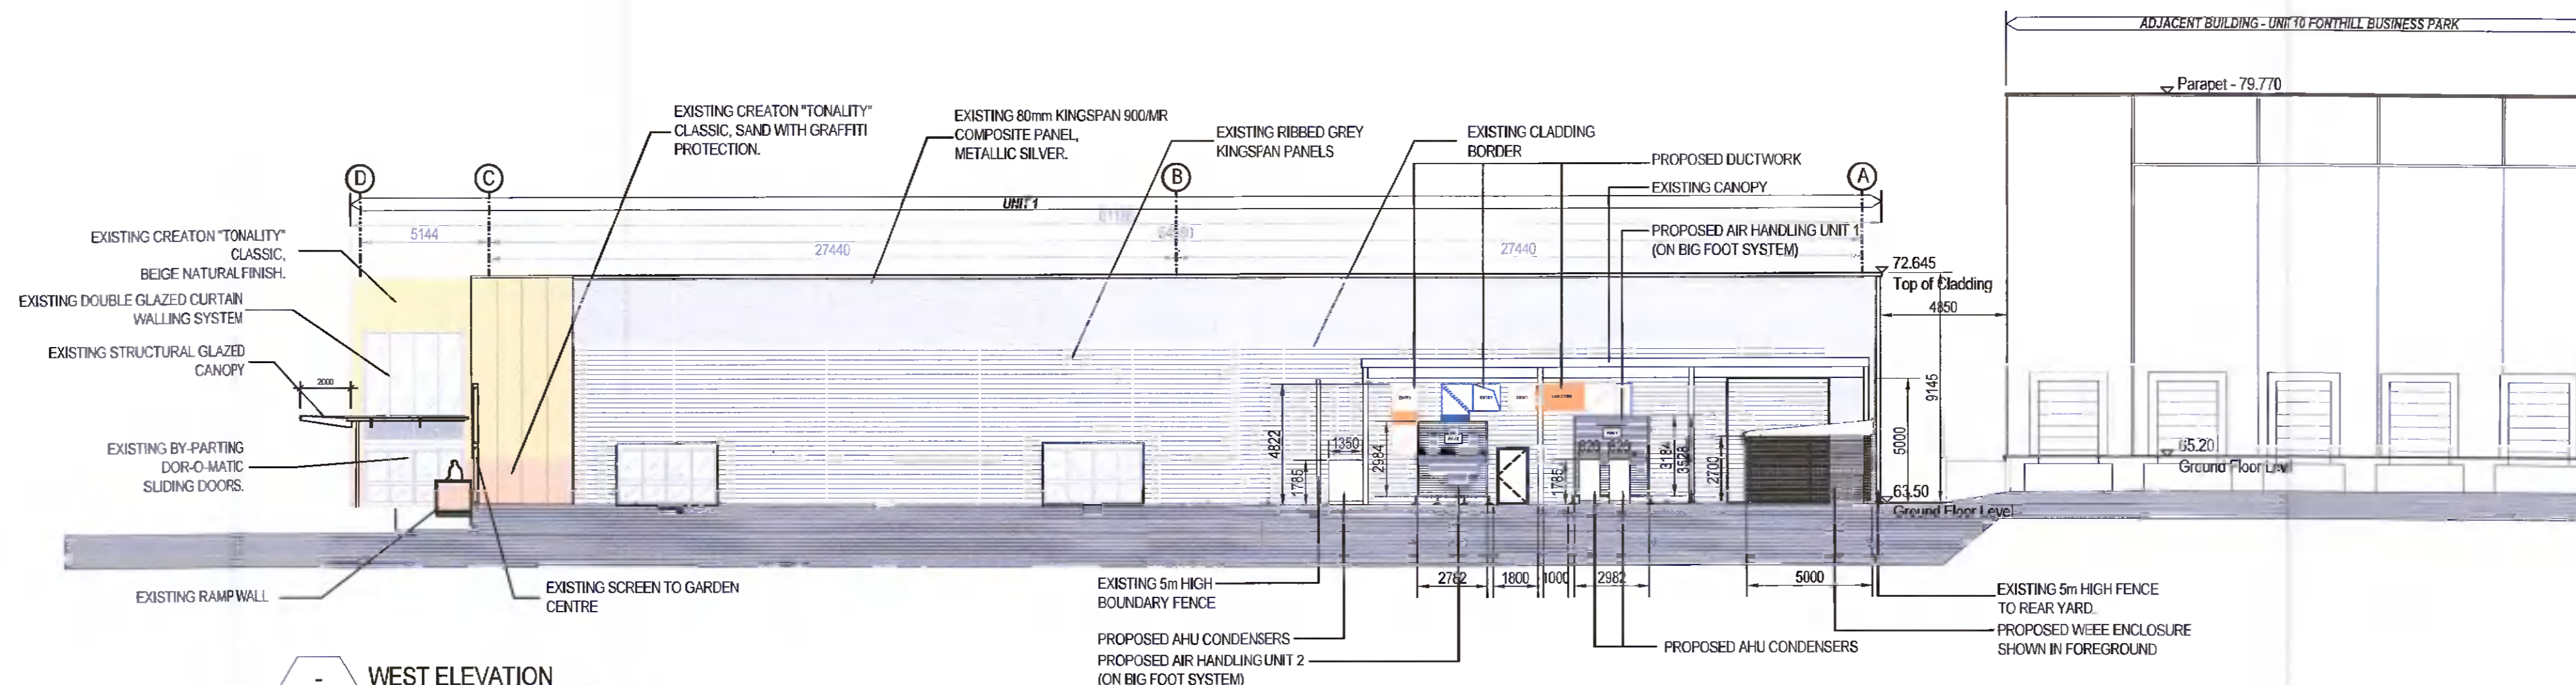 ADJACENT BUILDING - UNIT 10 FONTHILL BUSINESS PARK
Parapet - 79.770
EXISTING CREATON "TONALITY"
CLASSIC, SAND WITH GRAFFITI
PROTECTION.
EXISTING 80mm KINGSPAN 900/MR
COMPOSITE PANEL,
METALLIC SILVER.
EXISTING RIBBED GREY
KINGSPAN PANELS
EXISTING CLADDING
BORDER
PROPOSED DUCTWORK
EXISTING CANOPY
PROPOSED AIR HANDLING UNIT 1
(ON BIG FOOT SYSTEM)
D
C
B
A
UNIT 1
5144
27440
27440
EXISTING CREATON "TONALITY"
CLASSIC,
BEIGE NATURAL FINISH.
EXISTING DOUBLE GLAZED CURTAIN
WALLING SYSTEM
EXISTING STRUCTURAL GLAZED
CANOPY
2000
EXISTING BY-PARTING
DOR-O-MATIC
SLIDING DOORS.
72.645
Top of Cladding
4850
9145
5000
4822
1350
1785
2984
1785
829
829
3184
3528
2700
65.20
Ground Floor Level
63.50
Ground Floor Level
EXISTING RAMP WALL
EXISTING SCREEN TO GARDEN
CENTRE
EXISTING 5m HIGH
BOUNDARY FENCE
2762
1800
1000
2982
5000
PROPOSED AHU CONDENSERS
PROPOSED AIR HANDLING UNIT 2
(ON BIG FOOT SYSTEM)
PROPOSED AHU CONDENSERS
EXISTING 5m HIGH FENCE
TO REAR YARD.
PROPOSED WEEE ENCLOSURE
SHOWN IN FOREGROUND
-
WEST ELEVATION